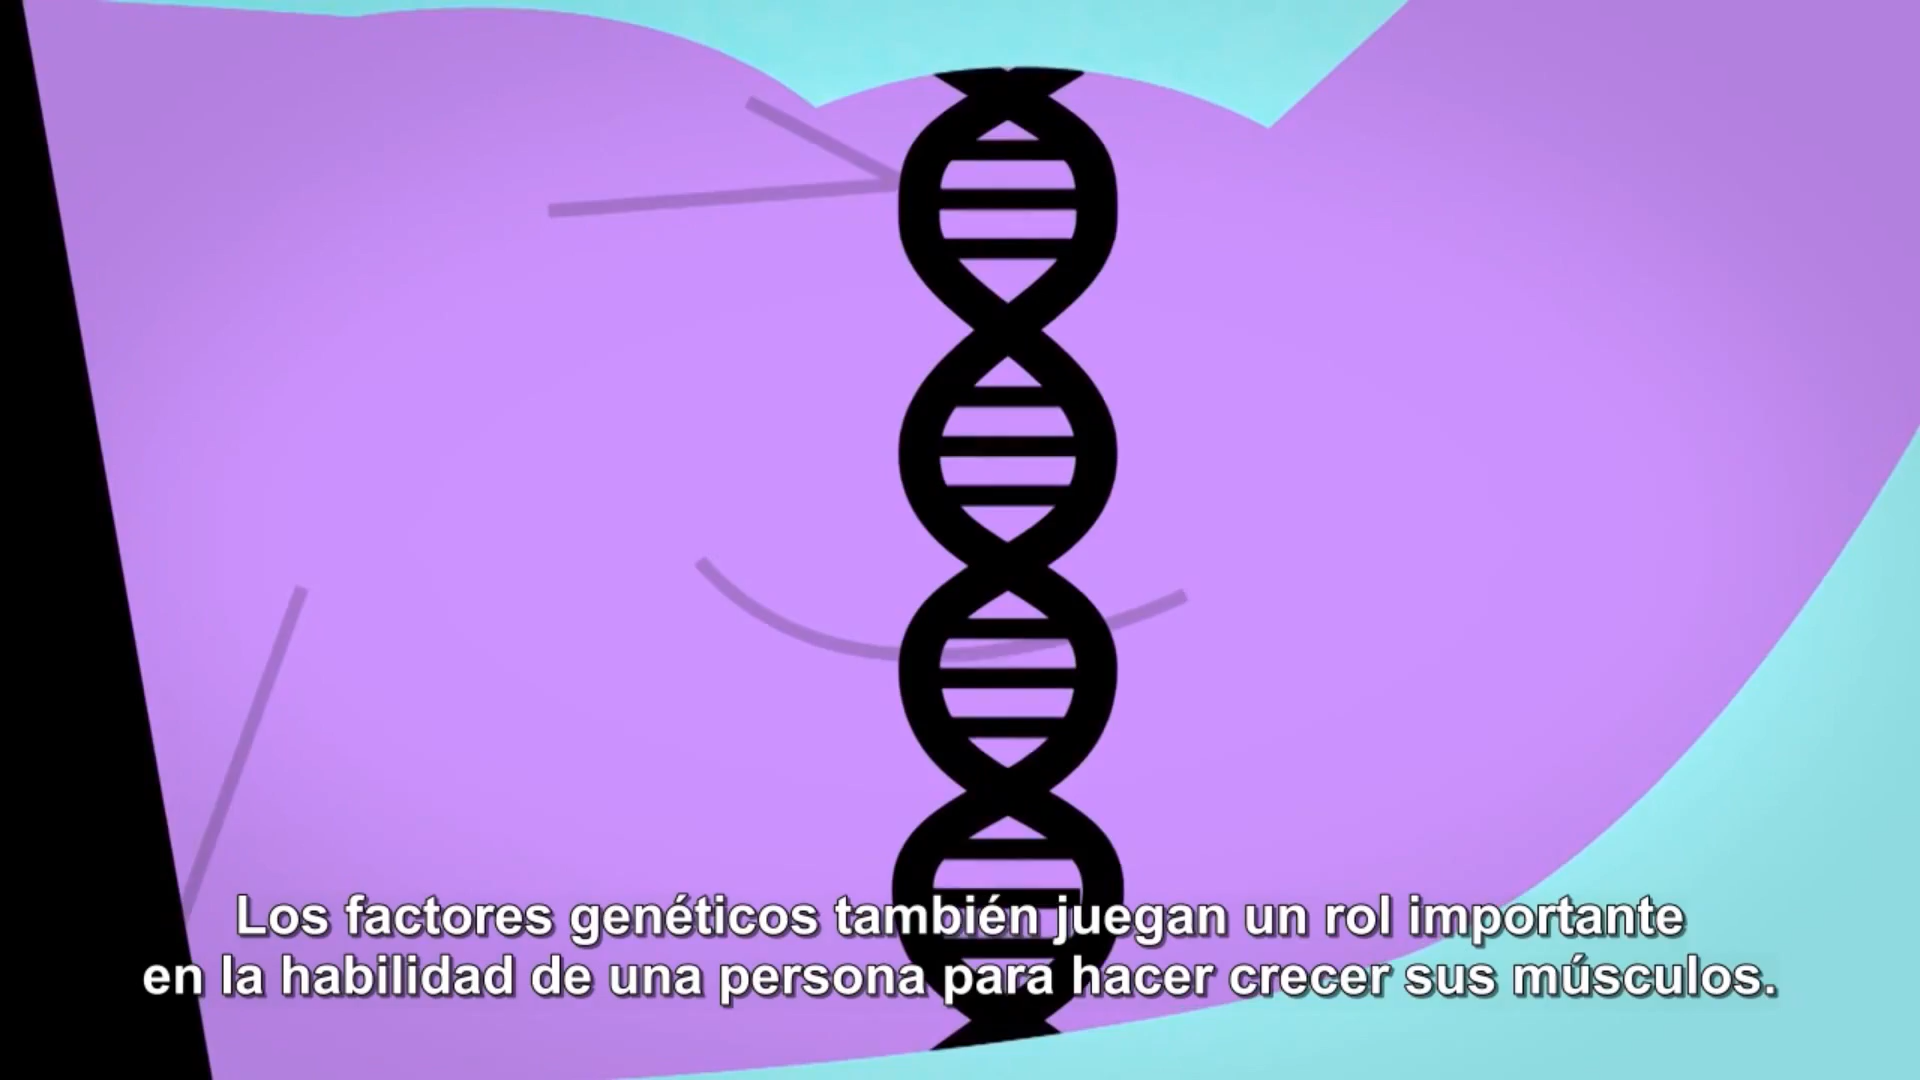 Los factores genéticos también juegan un rol importante
en la habilidad de una persona para hacer crecer sus músculos.